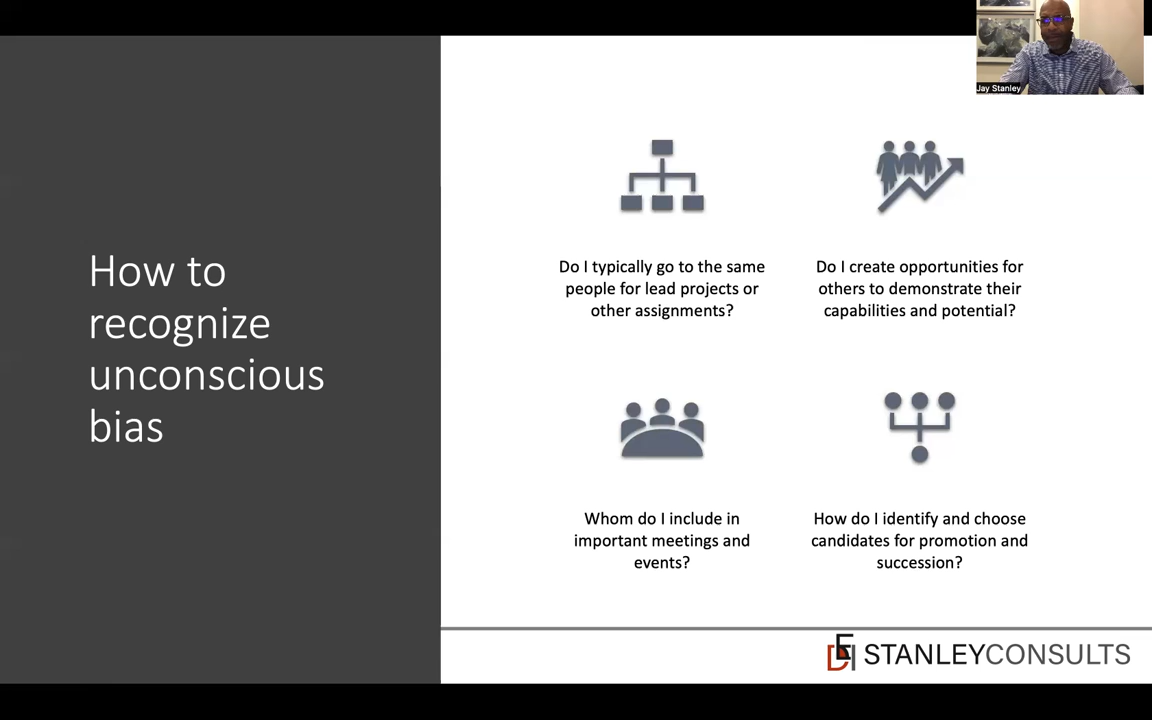 Jay Stanley
How to
recognize
unconscious
bias
Do I typically go to the same
people for lead projects or
other assignments?
Do I create opportunities for
others to demonstrate their
capabilities and potential?
Whom do I include in
important meetings and
events?
How do I identify and choose
candidates for promotion and
succession?
DEI STANLEYCONSULTS